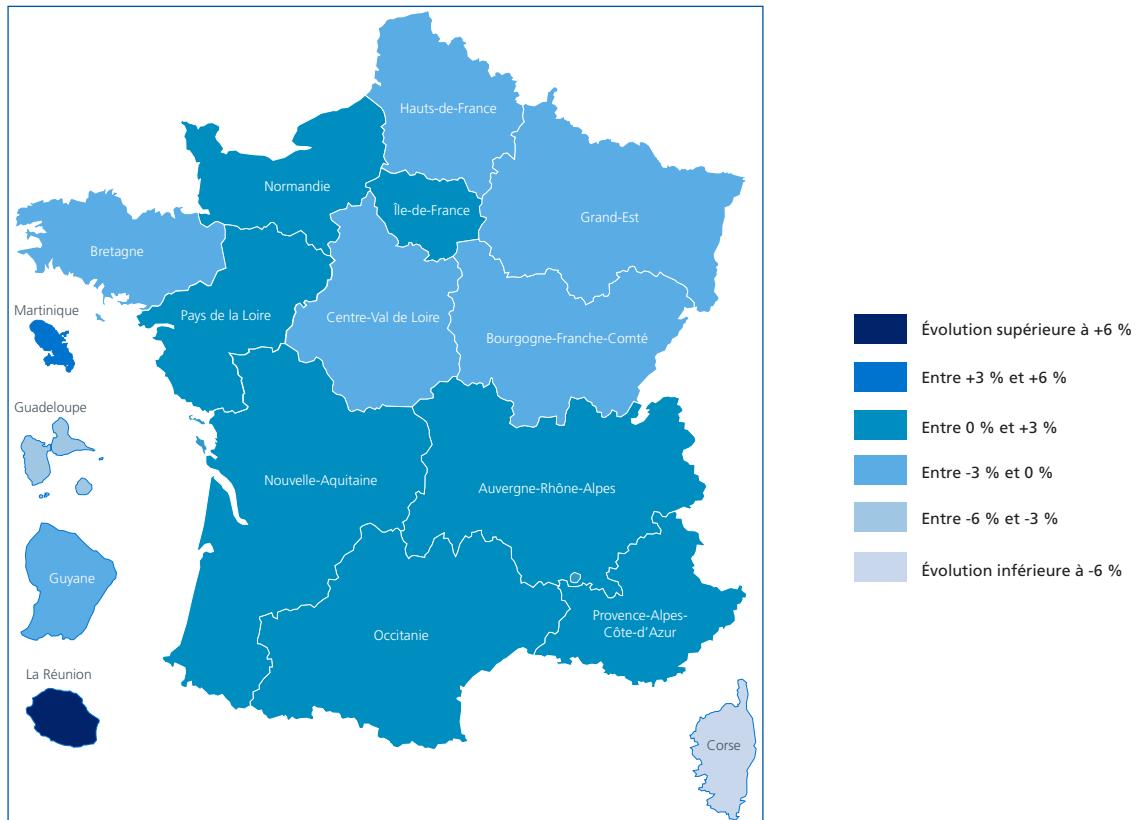 Hauts-de-France
Normandie
Île-de-France
Grand-Est
Bretagne
Pays de la Loire
Centre-Val de Loire
Bourgogne-Franche-Comté
Martinique
Guadeloupe
Nouvelle-Aquitaine
Auvergne-Rhône-Alpes
Guyane
Provence-Alpes-
Côte-d'Azur
Occitanie
La Réunion
Corse
Évolution supérieure à +6 %
Entre +3 % et +6 %
Entre 0 % et +3 %
Entre -3 % et 0 %
Entre -6 % et -3 %
Évolution inférieure à -6 %